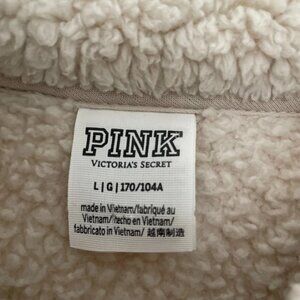 PINK
VICTORIA'S SECRET
L | G | 170/104A
made in Vietnam/fabriqué au
Vietnam/hecho en Vietnam/
fabbricato in Vietnam/ 越南制造